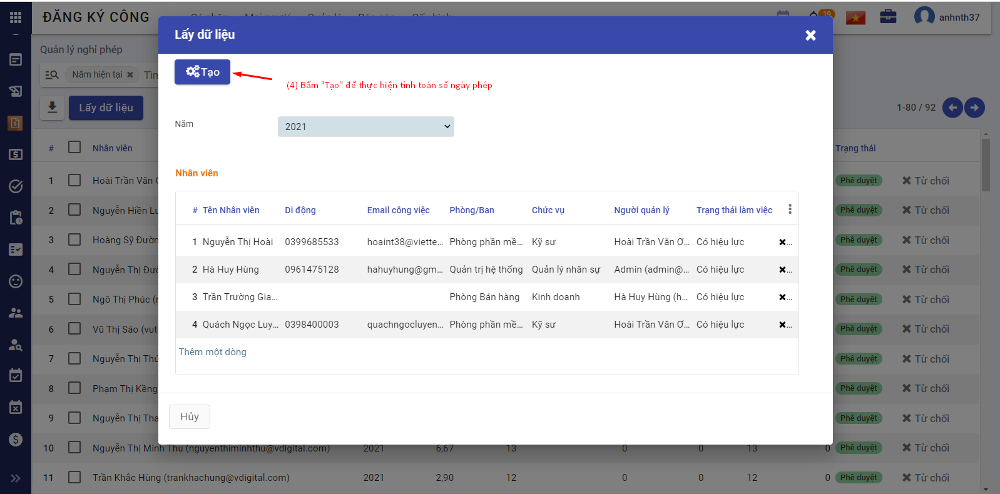 ĐĂNG KÝ CÔNG
19
anhnth37
Quản lý nghỉ phép
Năm hiện tại
Lấy dữ liệu
1-80 / 92
Lấy dữ liệu
Tạo
(4) Bấm "Tạo" để thực hiện tính toán số ngày phép
Năm
2021
Nhân viên
# Tên Nhân viên Di động Email công việc Phòng/Ban Chức vụ Người quản lý Trạng thái làm việc
1 Nguyễn Thị Hoài 0399685533 hoaint38@viette... Phòng phần mề... Kỹ sư Hoài Trần Văn Ơ... Có hiệu lực
2 Hà Huy Hùng 0961475128 hahuyhung@gm... Quản trị hệ thống Quản lý nhân sự Admin (admin@... Có hiệu lực
3 Trần Trường Gia... Phòng Bán hàng Kinh doanh Hà Huy Hùng (h... Có hiệu lực
4 Quách Ngọc Luy... 0398400003 quachngocluyen... Phòng phần mề... Kỹ sư Hoài Trần Văn Ơ... Có hiệu lực
Thêm một dòng
Hủy
# Nhân viên Trạng thái
1 Hoài Trần Văn Phê duyệt Từ chối
2 Nguyễn Hiền Phê duyệt Từ chối
3 Hoàng Sỹ Phê duyệt Từ chối
4 Nguyễn Thị Phê duyệt Từ chối
5 Ngô Thị Phúc Phê duyệt Từ chối
6 Vũ Thị Sáo Phê duyệt Từ chối
7 Nguyễn Thị Phê duyệt Từ chối
8 Phạm Thị Kềng Phê duyệt Từ chối
9 Nguyễn Thị Phê duyệt Từ chối
10 Nguyễn Thị Minh Thu (nguyenthiminhthu@vdigital.com) 2021 6,67 13 0 0 13 0 Phê duyệt Từ chối
11 Trần Khắc Hùng (trankhachung@vdigital.com) 2021 2,90 12 0 0 12 0 Phê duyệt Từ chối